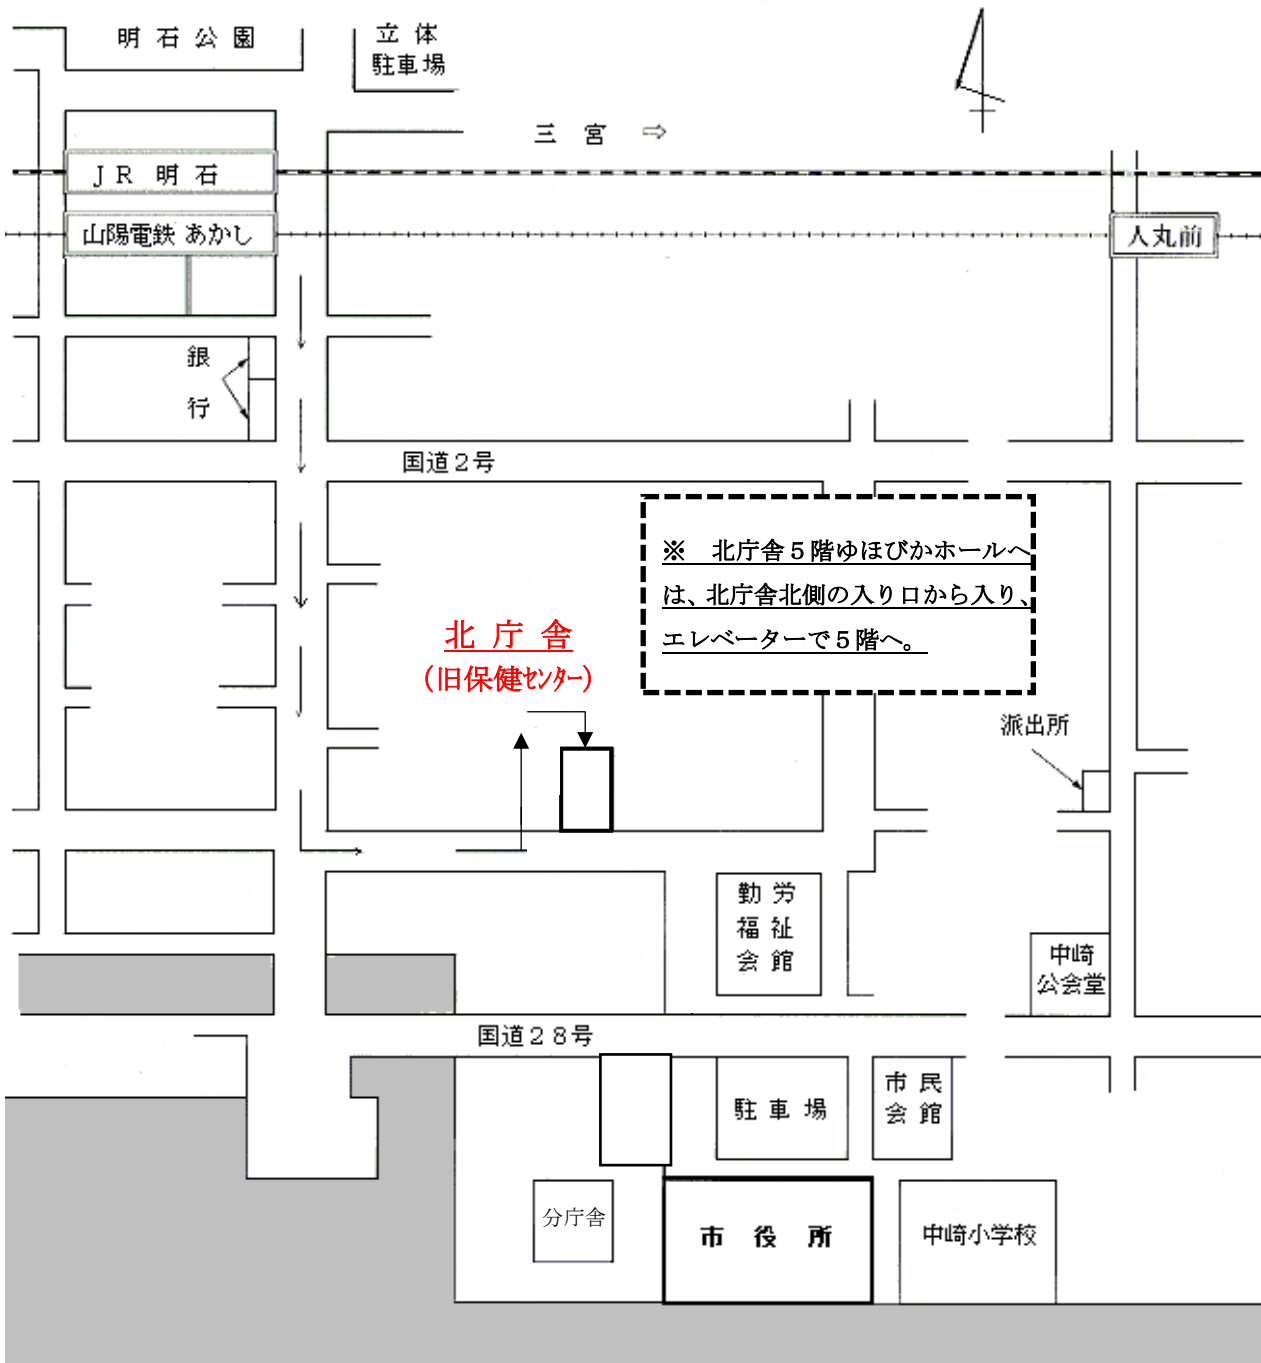 明石公園
立体
駐車場
三宮 ⇨
ＪＲ 明石
山陽電鉄 あかし
人丸前
銀
行
国道２号
※　北庁舎５階ゆほびかホールへ
は、北庁舎北側の入り口から入り、
エレベーターで５階へ。
北庁舎
（旧保健ｾﾝﾀｰ）
派出所
勤労
福祉
会館
中崎
公会堂
国道２８号
駐車場
市民
会館
分庁舎
市役所
中崎小学校